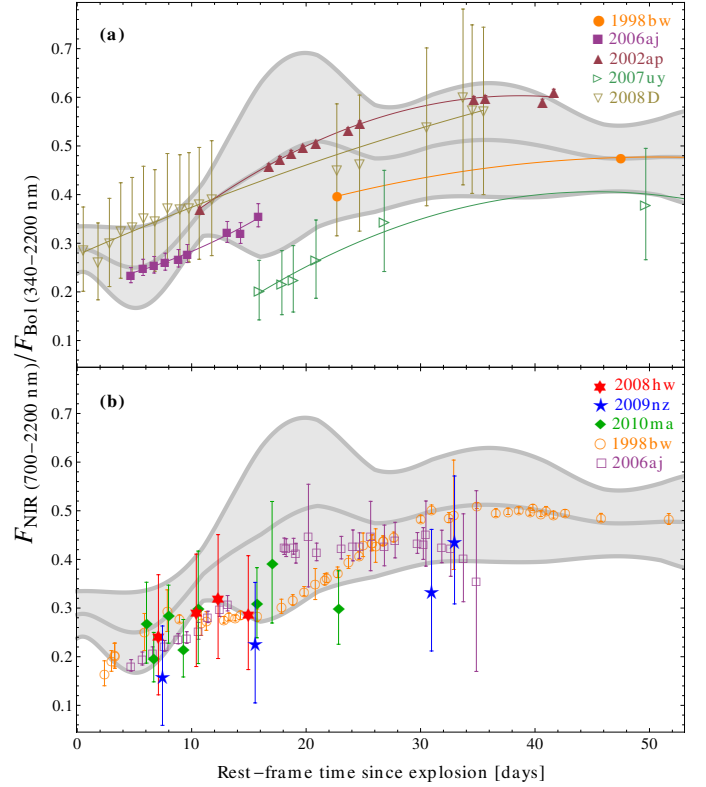 (a)
1998bw
2006aj
2002ap
2007uy
2008D
0.7
0.6
0.5
0.4
0.3
0.2
0.1
F_NIR (700−2200 nm)/F_Bol (340−2200 nm)
(b)
2008hw
2009nz
2010ma
1998bw
2006aj
0.7
0.6
0.5
0.4
0.3
0.2
0.1
0 10 20 30 40 50
Rest−frame time since explosion [days]